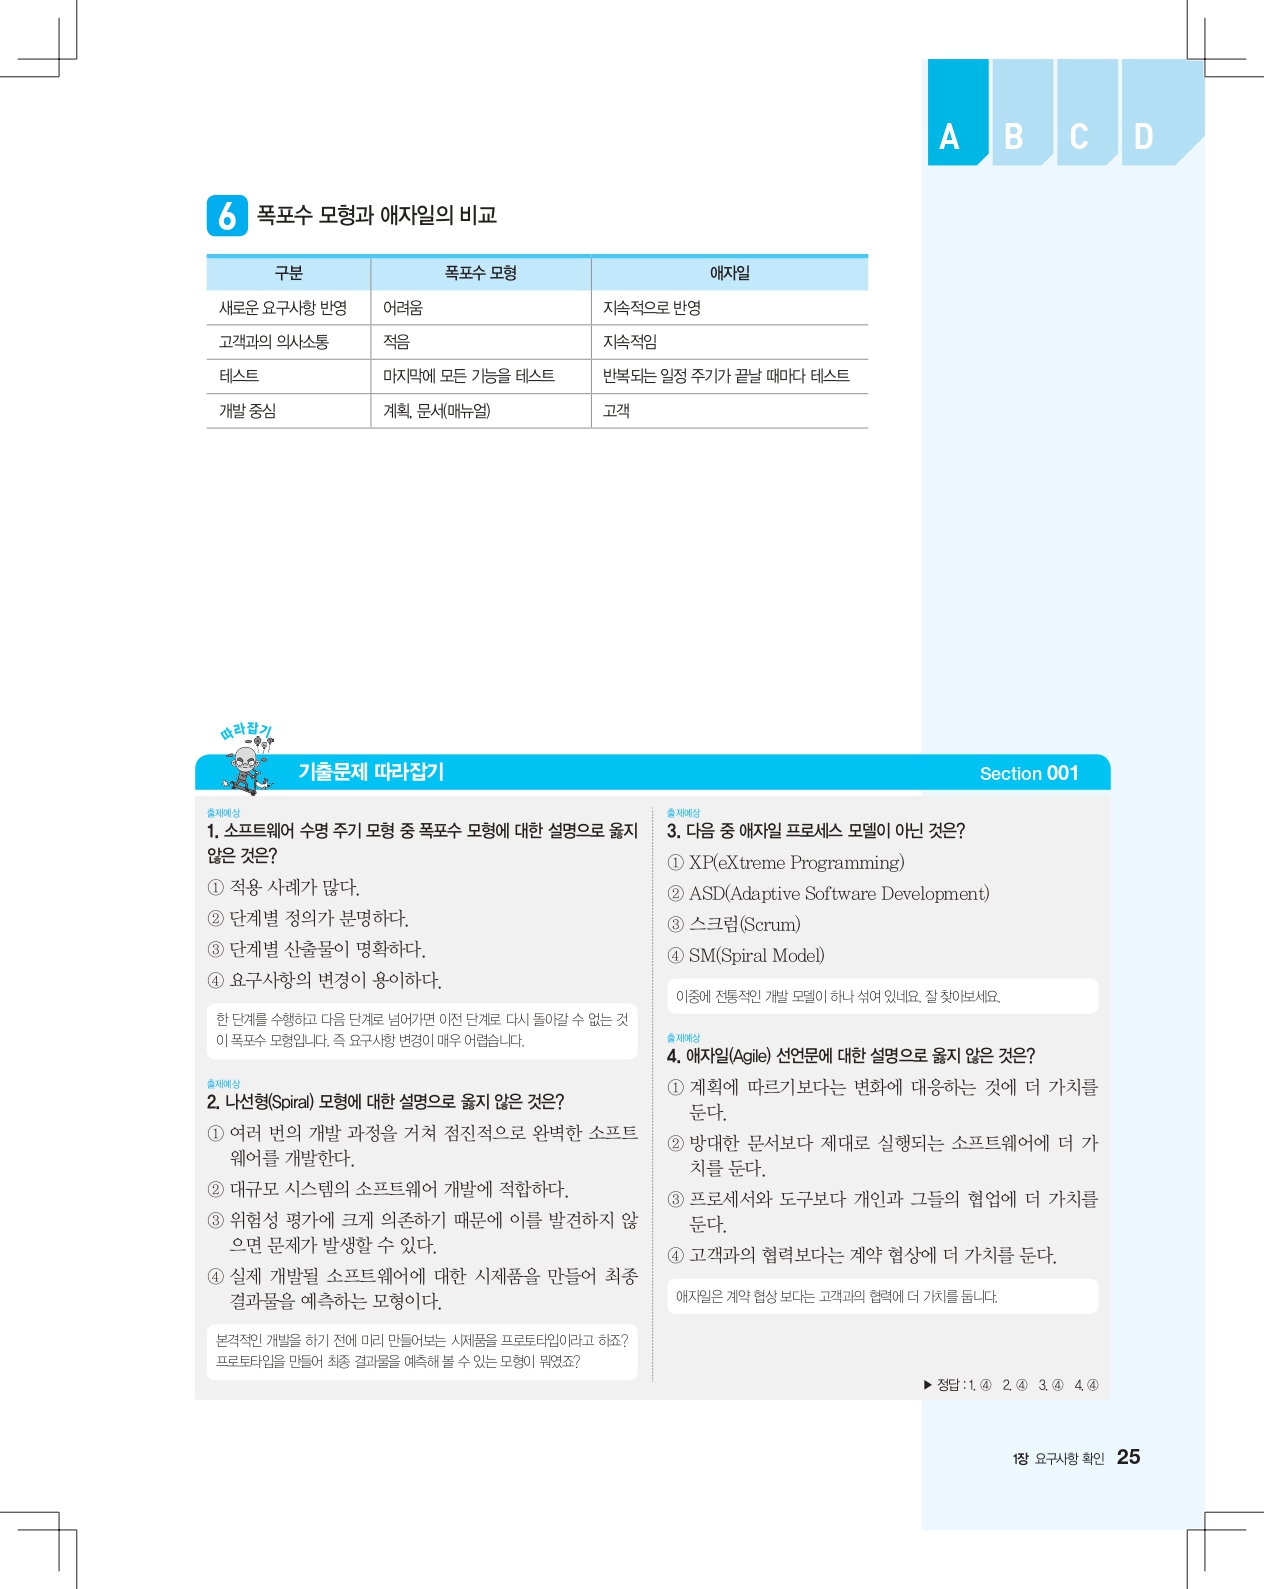 A B C D
6 폭포수 모형과 애자일의 비교
구분 폭포수 모형 애자일
새로운 요구사항 반영 어려움 지속적으로 반영
고객과의 의사소통 적음 지속적임
테스트 마지막에 모든 기능을 테스트 반복되는 일정 주기가 끝날 때마다 테스트
개발 중심 계획, 문서(매뉴얼) 고객
따라잡기
기출문제 따라잡기 Section 001
출제예상
1. 소프트웨어 수명 주기 모형 중 폭포수 모형에 대한 설명으로 옳지
않은 것은?
① 적용 사례가 많다.
② 단계별 정의가 분명하다.
③ 단계별 산출물이 명확하다.
④ 요구사항의 변경이 용이하다.
한 단계를 수행하고 다음 단계로 넘어가면 이전 단계로 다시 돌아갈 수 없는 것
이 폭포수 모형입니다. 즉 요구사항 변경이 매우 어렵습니다.
출제예상
2. 나선형(Spiral) 모형에 대한 설명으로 옳지 않은 것은?
① 여러 번의 개발 과정을 거쳐 점진적으로 완벽한 소프트
웨어를 개발한다.
② 대규모 시스템의 소프트웨어 개발에 적합하다.
③ 위험성 평가에 크게 의존하기 때문에 이를 발견하지 않
으면 문제가 발생할 수 있다.
④ 실제 개발될 소프트웨어에 대한 시제품을 만들어 최종
결과물을 예측하는 모형이다.
본격적인 개발을 하기 전에 미리 만들어보는 시제품을 프로토타입이라고 하죠?
프로토타입을 만들어 최종 결과물을 예측해 볼 수 있는 모형이 뭐였죠?
출제예상
3. 다음 중 애자일 프로세스 모델이 아닌 것은?
① XP(eXtreme Programming)
② ASD(Adaptive Software Development)
③ 스크럼(Scrum)
④ SM(Spiral Model)
이중에 전통적인 개발 모델이 하나 섞여 있네요. 잘 찾아보세요.
출제예상
4. 애자일(Agile) 선언문에 대한 설명으로 옳지 않은 것은?
① 계획에 따르기보다는 변화에 대응하는 것에 더 가치를
둔다.
② 방대한 문서보다 제대로 실행되는 소프트웨어에 더 가
치를 둔다.
③ 프로세서와 도구보다 개인과 그들의 협업에 더 가치를
둔다.
④ 고객과의 협력보다는 계약 협상에 더 가치를 둔다.
애자일은 계약 협상 보다는 고객과의 협력에 더 가치를 둡니다.
▶ 정답 : 1. ④ 2. ④ 3. ④ 4. ④
1장 요구사항 확인 25